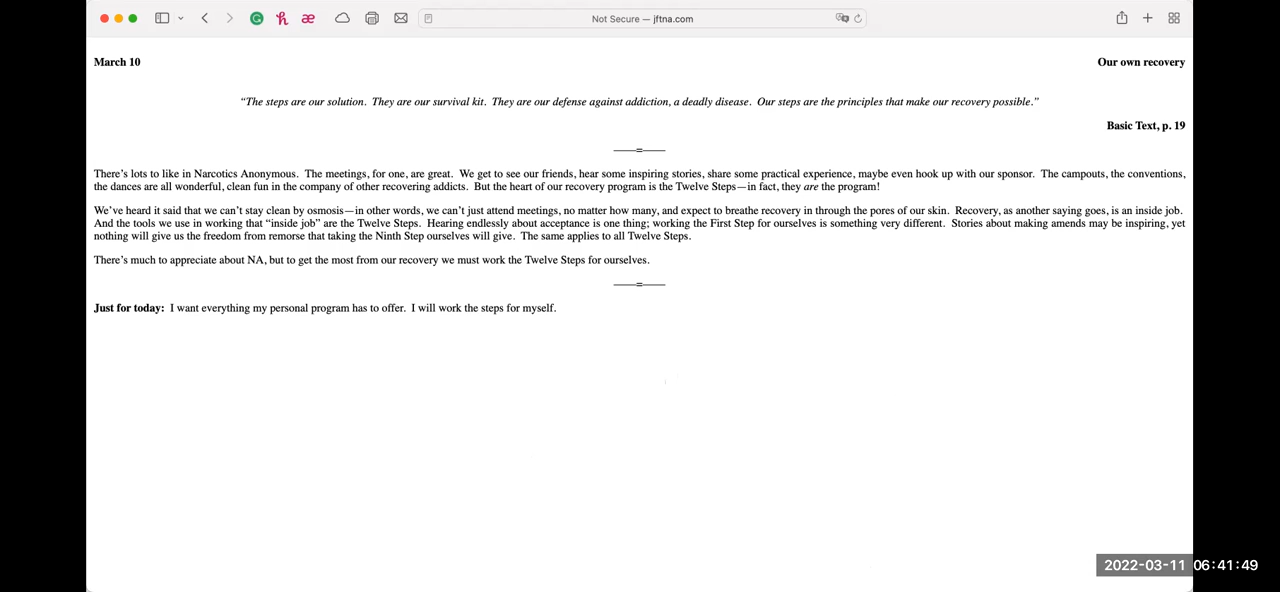 Not Secure — jftna.com
March 10
Our own recovery
“The steps are our solution. They are our survival kit. They are our defense against addiction, a deadly disease. Our steps are the principles that make our recovery possible.”
Basic Text, p. 19
——=——
There’s lots to like in Narcotics Anonymous. The meetings, for one, are great. We get to see our friends, hear some inspiring stories, share some practical experience, maybe even hook up with our sponsor. The campouts, the conventions,
the dances are all wonderful, clean fun in the company of other recovering addicts. But the heart of our recovery program is the Twelve Steps—in fact, they are the program!
We’ve heard it said that we can’t stay clean by osmosis—in other words, we can’t just attend meetings, no matter how many, and expect to breathe recovery in through the pores of our skin. Recovery, as another saying goes, is an inside job.
And the tools we use in working that “inside job” are the Twelve Steps. Hearing endlessly about acceptance is one thing; working the First Step for ourselves is something very different. Stories about making amends may be inspiring, yet
nothing will give us the freedom from remorse that taking the Ninth Step ourselves will give. The same applies to all Twelve Steps.
There’s much to appreciate about NA, but to get the most from our recovery we must work the Twelve Steps for ourselves.
——=——
Just for today: I want everything my personal program has to offer. I will work the steps for myself.
2022-03-11 06:41:49